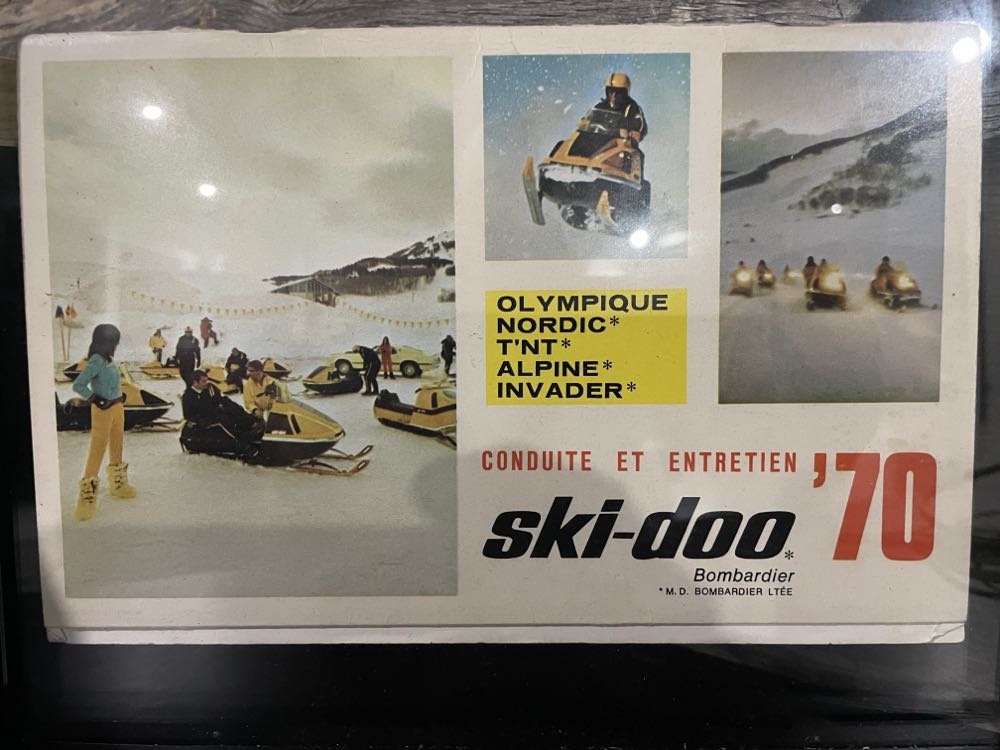 OLYMPIQUE
NORDIC*
T'NT*
ALPINE*
INVADER*
CONDUITE ET ENTRETIEN '70
ski-doo*
Bombardier
*M.D. BOMBARDIER LTÉE